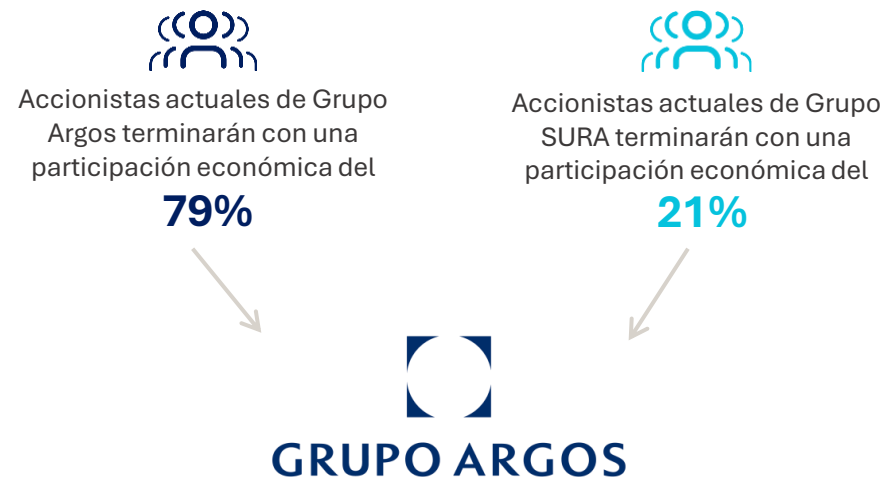 Accionistas actuales de Grupo
Argos terminarán con una
participación económica del
79%
Accionistas actuales de Grupo
SURA terminarán con una
participación económica del
21%
GRUPO ARGOS